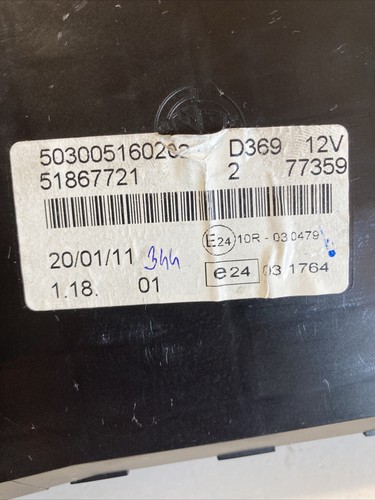 503005160202 D369 12V
51867721 2 77359
E24 10R - 03 0479
20/01/11 344
e24 03 1764
1.18. 01